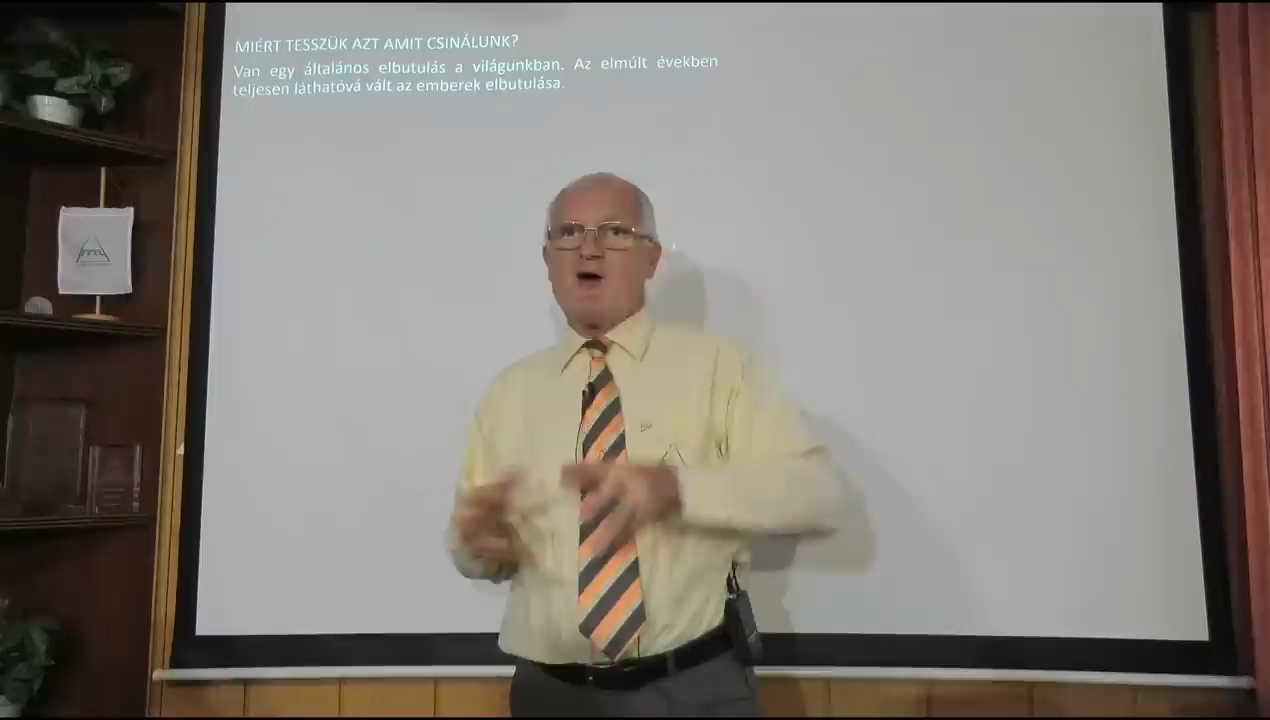 MIÉRT TESSZÜK AZT AMIT CSINÁLUNK?
Van egy általános elbutulás a világunkban. Az elmúlt években
teljesen láthatóvá vált az emberek elbutulása.